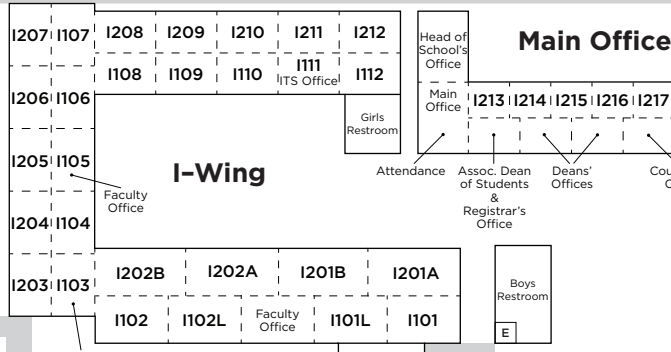 I207 I107 I208 I209 I210 I211 I212
I108 I109 I110 I111 I112
ITS Office
I206 I106
Girls
Restroom
I205 I105
Faculty
Office
I-Wing
I204 I104
I203 I103
I202B I202A I201B I201A
I102 I102L Faculty
Office I101L I101
Head of
School's
Office
Main Office
Main
Office
I213 I214 I215 I216 I217
Attendance
Assoc. Dean
of Students
&
Registrar's
Office
Deans'
Offices
Boys
Restroom
E